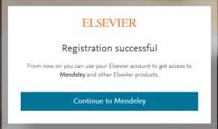 ELSEVIER
Registration successful
From now on you can use your Elsevier account to get access to
Mendeley and other Elsevier products.
Continue to Mendeley